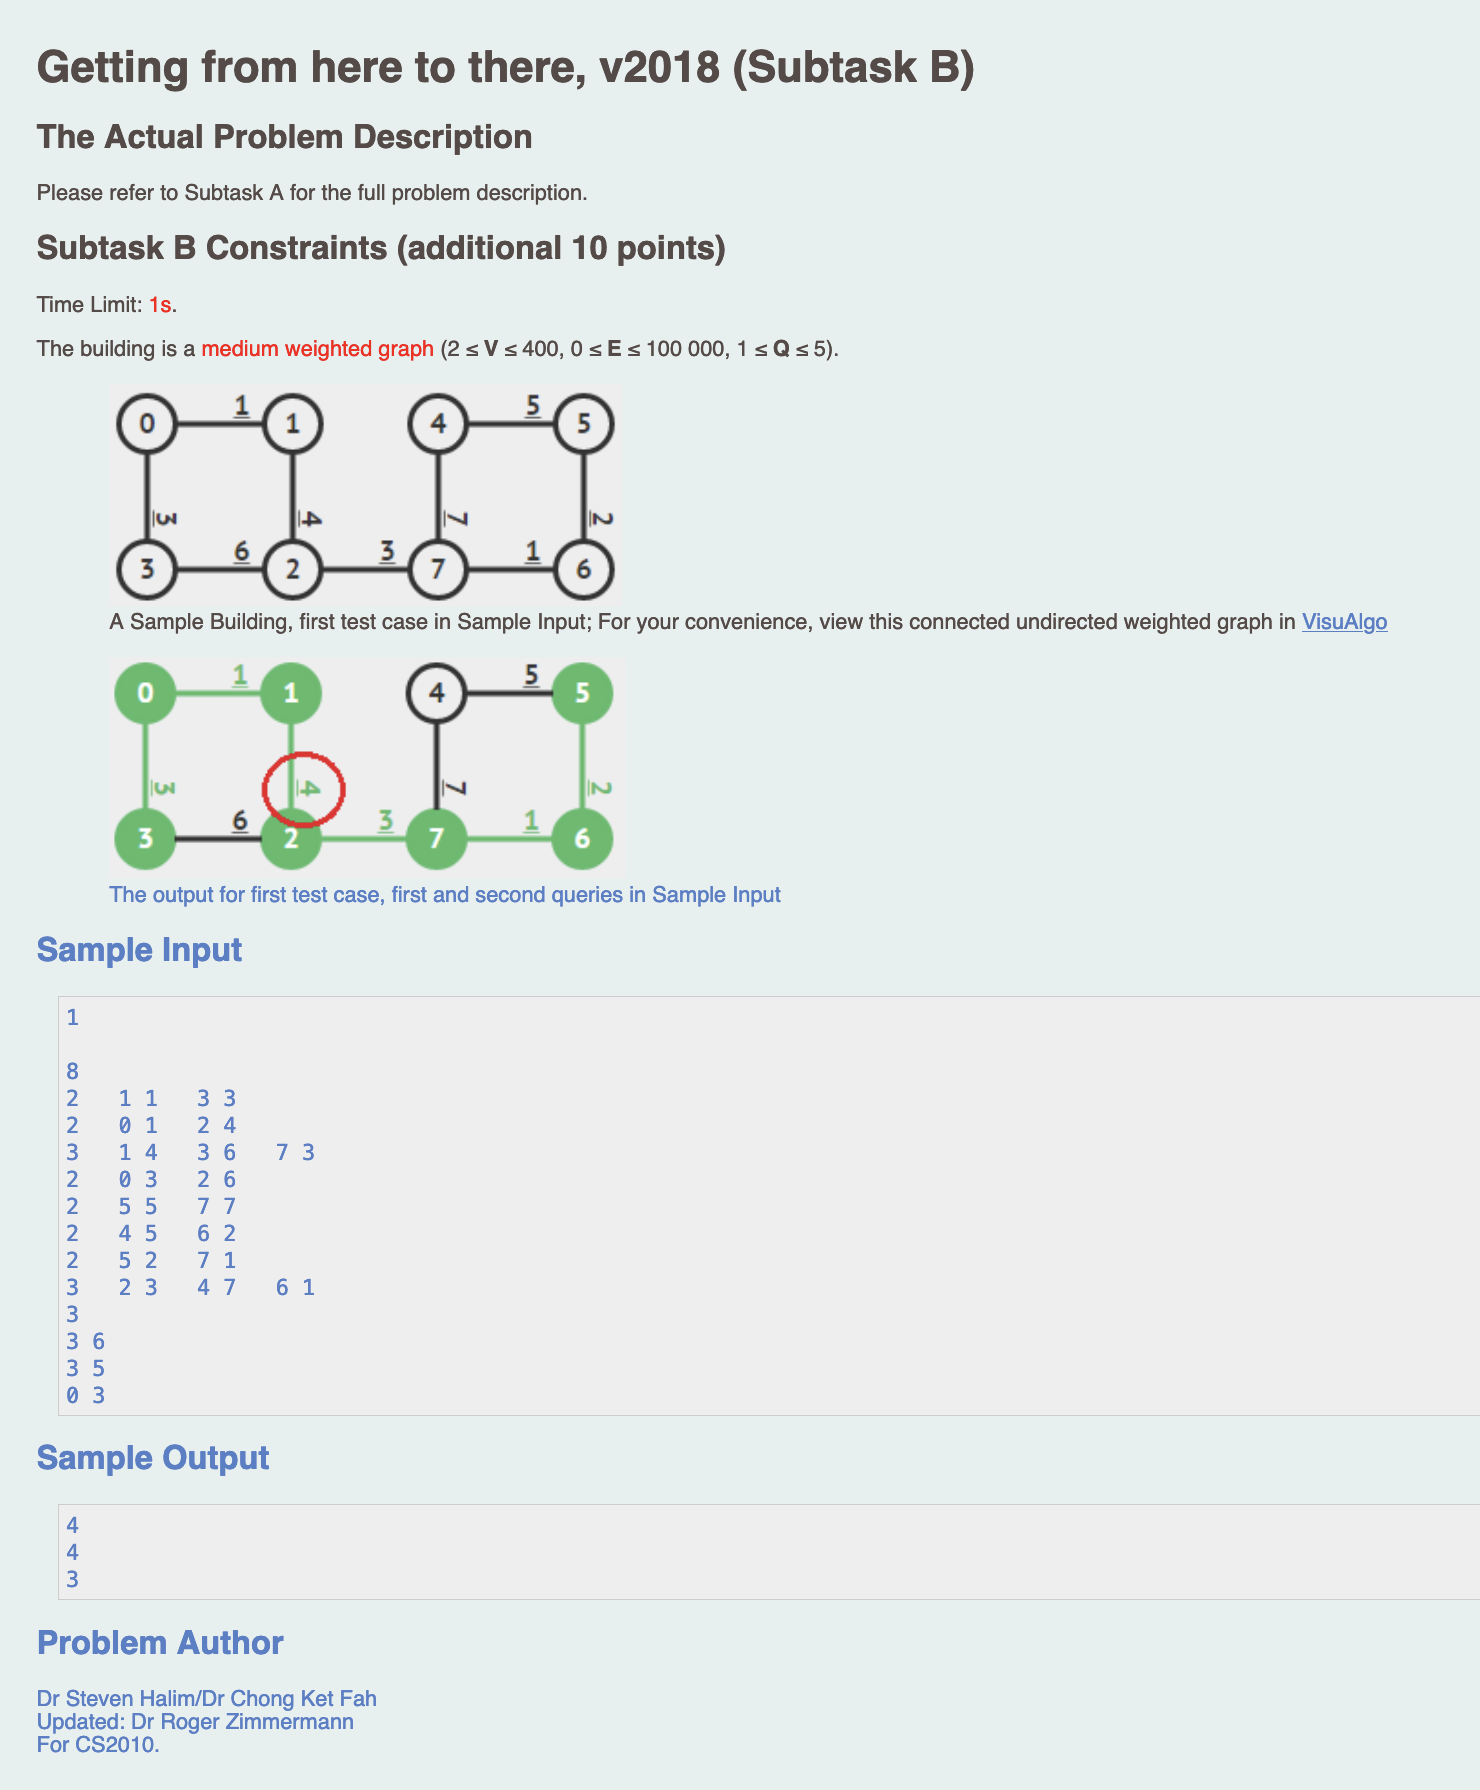 Getting from here to there, v2018 (Subtask B)
The Actual Problem Description
Please refer to Subtask A for the full problem description.
Subtask B Constraints (additional 10 points)
Time Limit: 1s.
The building is a medium weighted graph (2 ≤ V ≤ 400, 0 ≤ E ≤ 100 000, 1 ≤ Q ≤ 5).
0 1 1 4 5 5
3 4 7 2
3 6 2 3 7 1 6
A Sample Building, first test case in Sample Input; For your convenience, view this connected undirected weighted graph in VisuAlgo
0 1 1 4 5 5
3 4 7 2
3 6 2 3 7 1 6
The output for first test case, first and second queries in Sample Input
Sample Input
1
8
2   1 1   3 3
2   0 1   2 4
3   1 4   3 6   7 3
2   0 3   2 6
2   5 5   7 7
2   4 5   6 2
2   5 2   7 1
3   2 3   4 7   6 1
3
3 6
3 5
0 3
Sample Output
4
4
3
Problem Author
Dr Steven Halim/Dr Chong Ket Fah
Updated: Dr Roger Zimmermann
For CS2010.